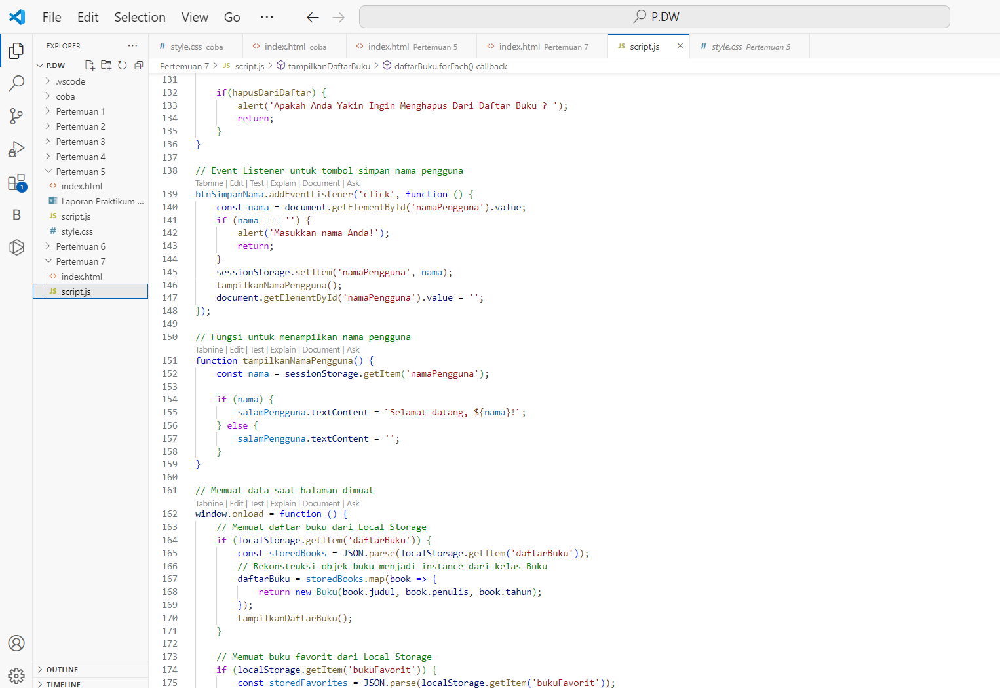 File Edit Selection View Go ··· P.DW
EXPLORER ···
P.DW
.vscode
coba
Pertemuan 1
Pertemuan 2
Pertemuan 3
Pertemuan 4
Pertemuan 5
index.html
Laporan Praktikum ...
JS script.js
# style.css
Pertemuan 6
Pertemuan 7
index.html
JS script.js
1
B
OUTLINE
TIMELINE
# style.css coba
<> index.html coba
<> index.html Pertemuan 5
<> index.html Pertemuan 7
JS script.js
# style.css Pertemuan 5
Pertemuan 7 > JS script.js > tampilkanDaftarBuku > daftarBuku.forEach() callback
131
132 if(hapusDariDaftar) {
133 alert('Apakah Anda Yakin Ingin Menghapus Dari Daftar Buku ? ');
134 return;
135 }
136 }
137
138 // Event Listener untuk tombol simpan nama pengguna
Tabnine | Edit | Test | Explain | Document | Ask
139 btnSimpanNama.addEventListener('click', function () {
140 const nama = document.getElementById('namaPengguna').value;
141 if (nama === '') {
142 alert('Masukkan nama Anda!');
143 return;
144 }
145 sessionStorage.setItem('namaPengguna', nama);
146 tampilkanNamaPengguna();
147 document.getElementById('namaPengguna').value = '';
148 });
149
150 // Fungsi untuk menampilkan nama pengguna
Tabnine | Edit | Test | Explain | Document | Ask
151 function tampilkanNamaPengguna() {
152 const nama = sessionStorage.getItem('namaPengguna');
153
154 if (nama) {
155 salamPengguna.textContent = `Selamat datang, ${nama}!`;
156 } else {
157 salamPengguna.textContent = '';
158 }
159 }
160
161 // Memuat data saat halaman dimuat
Tabnine | Edit | Test | Explain | Document | Ask
162 window.onload = function () {
163 // Memuat daftar buku dari Local Storage
164 if (localStorage.getItem('daftarBuku')) {
165 const storedBooks = JSON.parse(localStorage.getItem('daftarBuku'));
166 // Rekonstruksi objek buku menjadi instance dari kelas Buku
167 daftarBuku = storedBooks.map(book => {
168 return new Buku(book.judul, book.penulis, book.tahun);
169 });
170 tampilkanDaftarBuku();
171 }
172
173 // Memuat buku favorit dari Local Storage
174 if (localStorage.getItem('bukuFavorit')) {
175 const storedFavorites = JSON.parse(localStorage.getItem('bukuFavorit'));